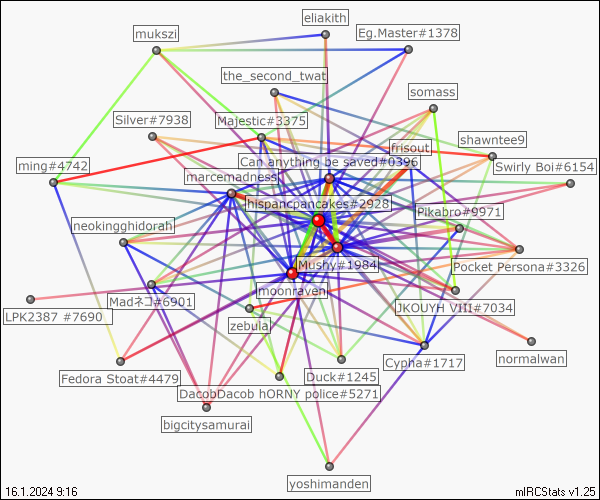 eliakith
mukszi
Eg.Master#1378
the_second_twat
somass
Silver#7938
Majestic#3375
shawntee9
frisout
ming#4742
Can anything be saved#0396
Swirly Boi#6154
marcemadness
hispancpancakes#2928
Pikabro#9971
neokingghidorah
Mushy#1984
Pocket Persona#3326
moonraven
Madネコ#6901
JKOUYH VIII#7034
LPK2387 #7690
zebula
normalwan
Cypha#1717
Fedora Stoat#4479
Duck#1245
DacobDacob hORNY police#5271
bigcitysamurai
yoshimanden
16.1.2024 9:16
mIRCStats v1.25